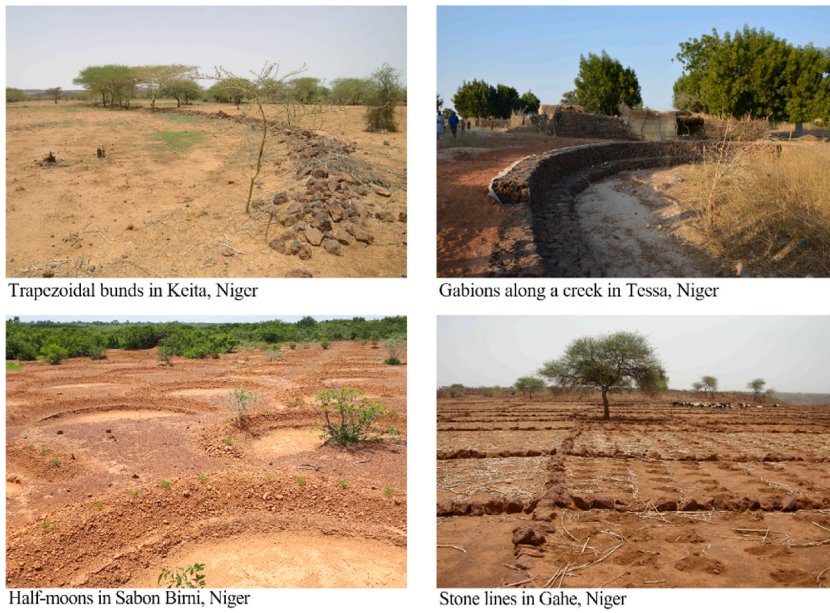 Trapezoidal bunds in Keita, Niger
Gabions along a creek in Tessa, Niger
Half-moons in Sabon Birni, Niger
Stone lines in Gahe, Niger